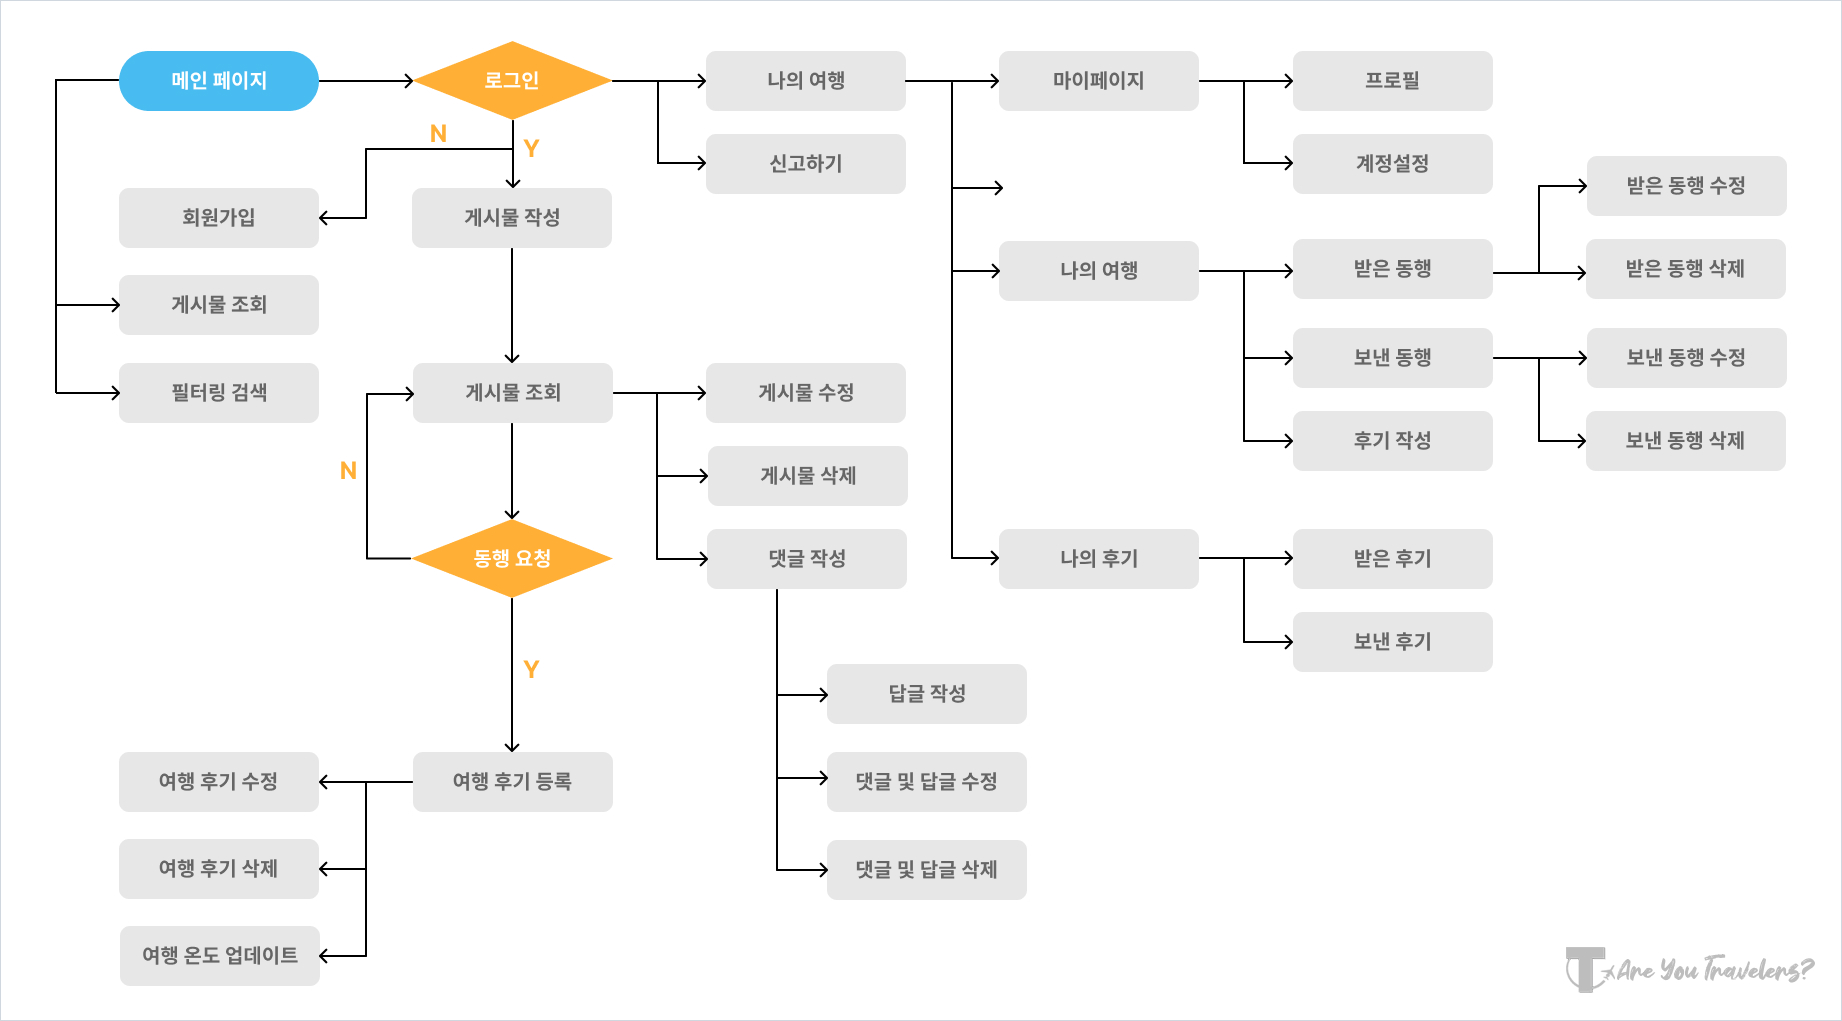 메인 페이지
로그인
나의 여행
마이페이지
프로필
N
Y
신고하기
계정설정
받은 동행 수정
회원가입
게시물 작성
나의 여행
받은 동행
받은 동행 삭제
게시물 조회
보낸 동행
보낸 동행 수정
필터링 검색
게시물 조회
게시물 수정
후기 작성
보낸 동행 삭제
N
게시물 삭제
동행 요청
댓글 작성
나의 후기
받은 후기
보낸 후기
Y
답글 작성
여행 후기 수정
여행 후기 등록
댓글 및 답글 수정
여행 후기 삭제
댓글 및 답글 삭제
여행 온도 업데이트
T Are You Travelers?